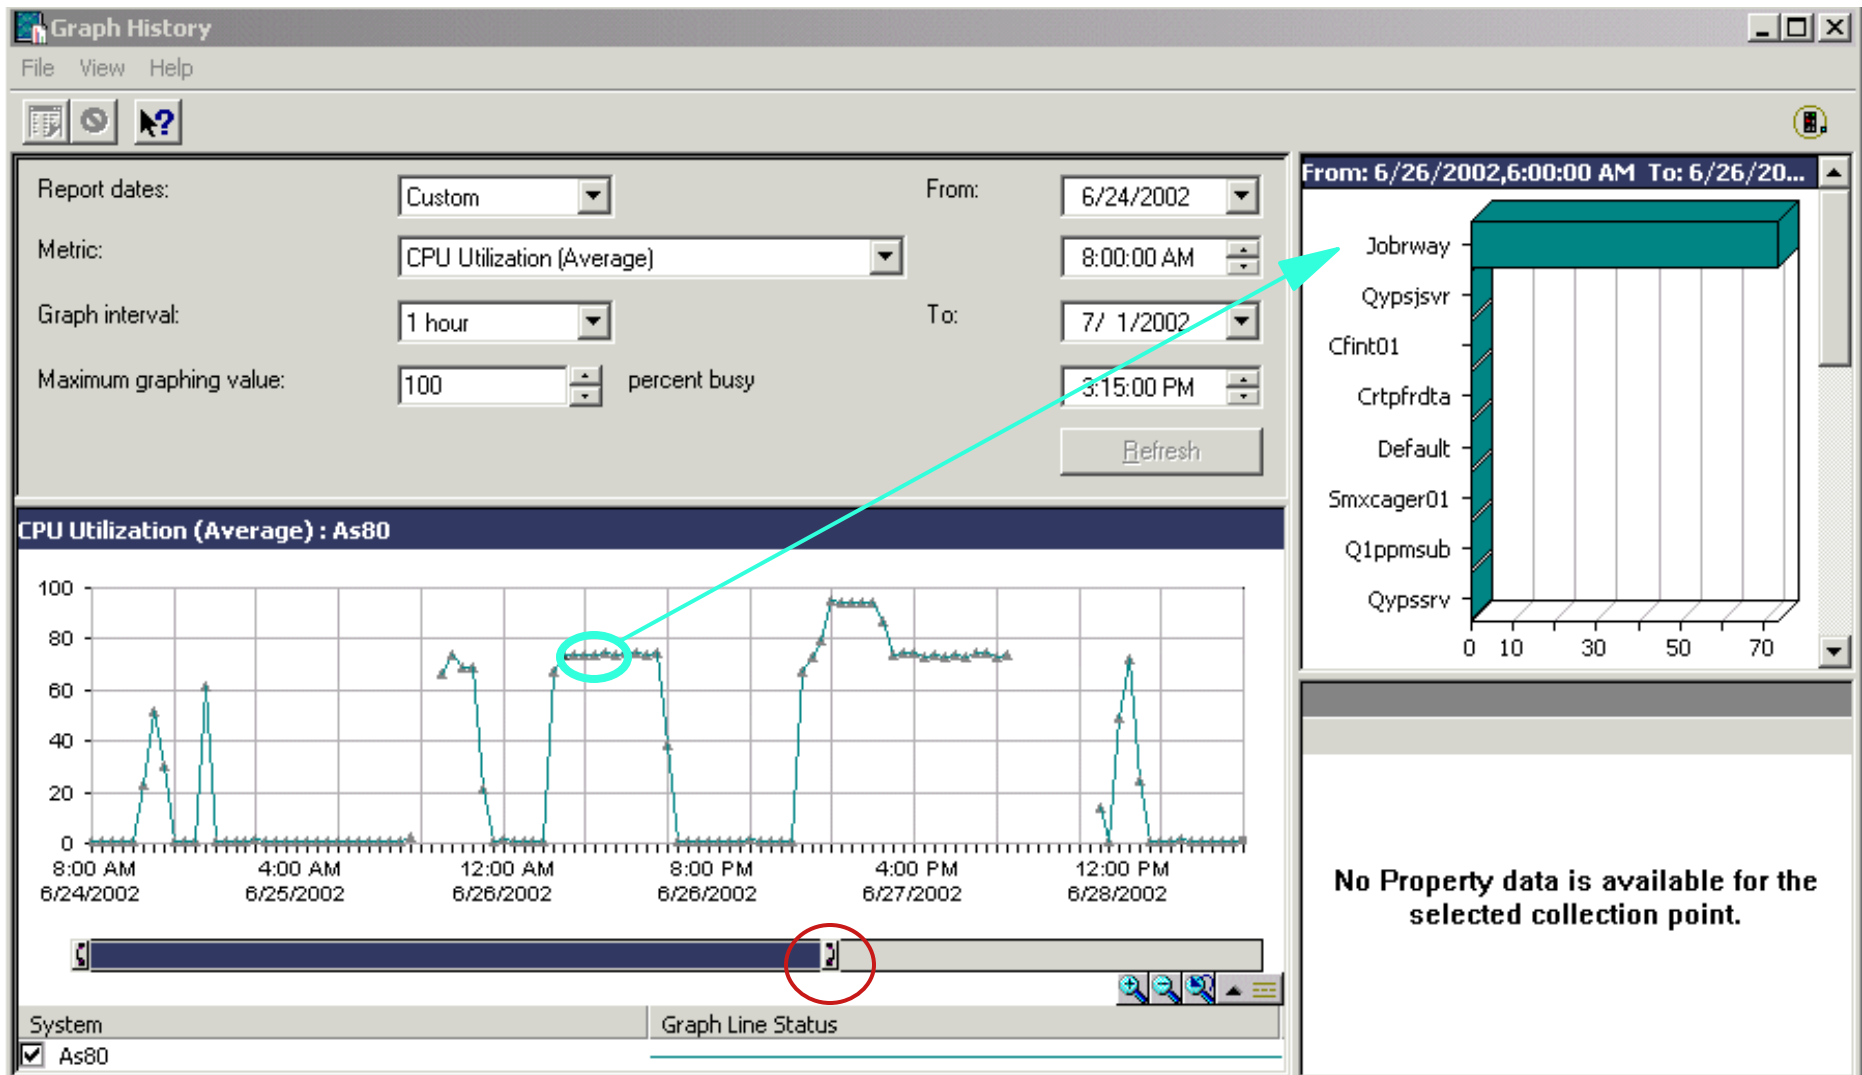 Graph History
File View Help
Report dates: Custom From: 6/24/2002
Metric: CPU Utilization (Average) 8:00:00 AM
Graph interval: 1 hour To: 7/ 1/2002
Maximum graphing value: 100 percent busy 3:15:00 PM
Refresh
CPU Utilization (Average) : As80
100
80
60
40
20
0
8:00 AM 4:00 AM 12:00 AM 8:00 PM 4:00 PM 12:00 PM
6/24/2002 6/25/2002 6/26/2002 6/26/2002 6/27/2002 6/28/2002
System Graph Line Status
As80
From: 6/26/2002,6:00:00 AM To: 6/26/20...
Jobrway
Qypsjsvr
Cfint01
Crtpfrdta
Default
Smxcager01
Q1ppmsub
Qypssrv
0 10 30 50 70
No Property data is available for the
selected collection point.